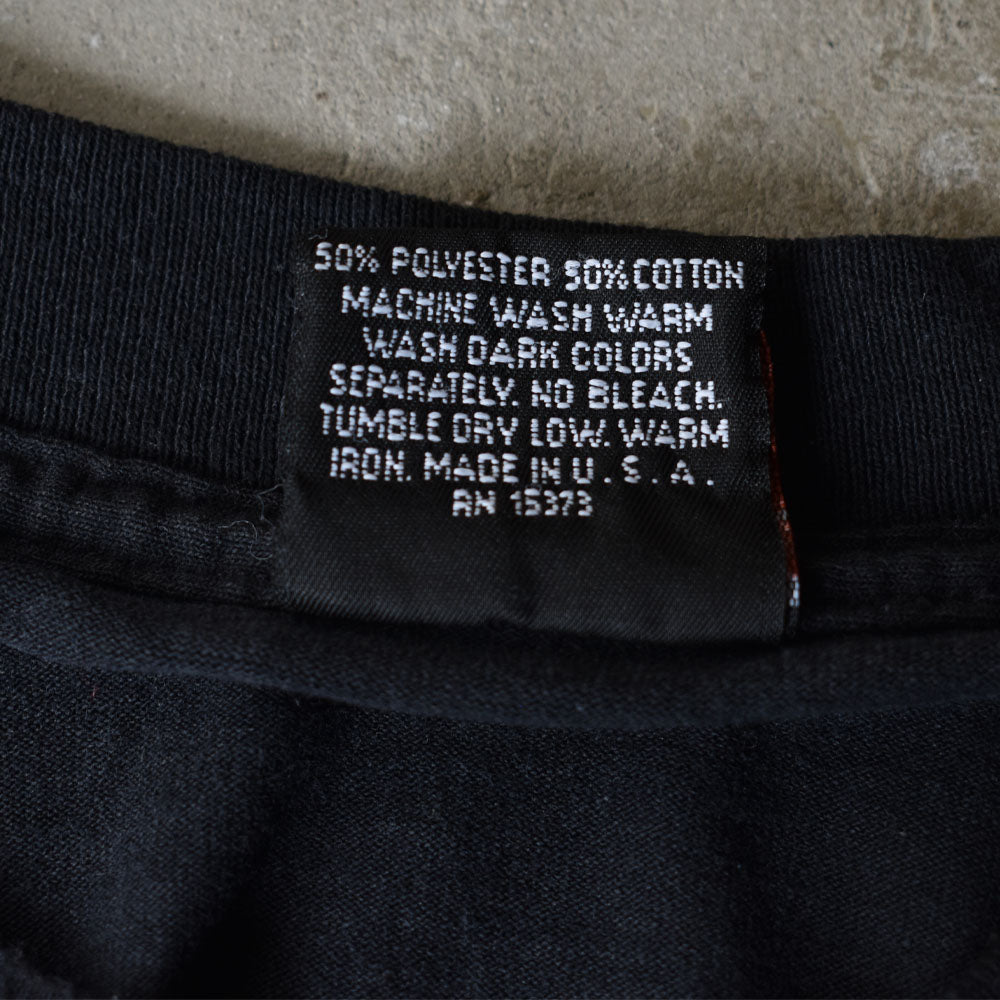 50% POLYESTER 50% COTTON
MACHINE WASH WARM
WASH DARK COLORS
SEPARATELY. NO BLEACH.
TUMBLE DRY LOW. WARM
IRON. MADE IN U.S.A.
RN 15373